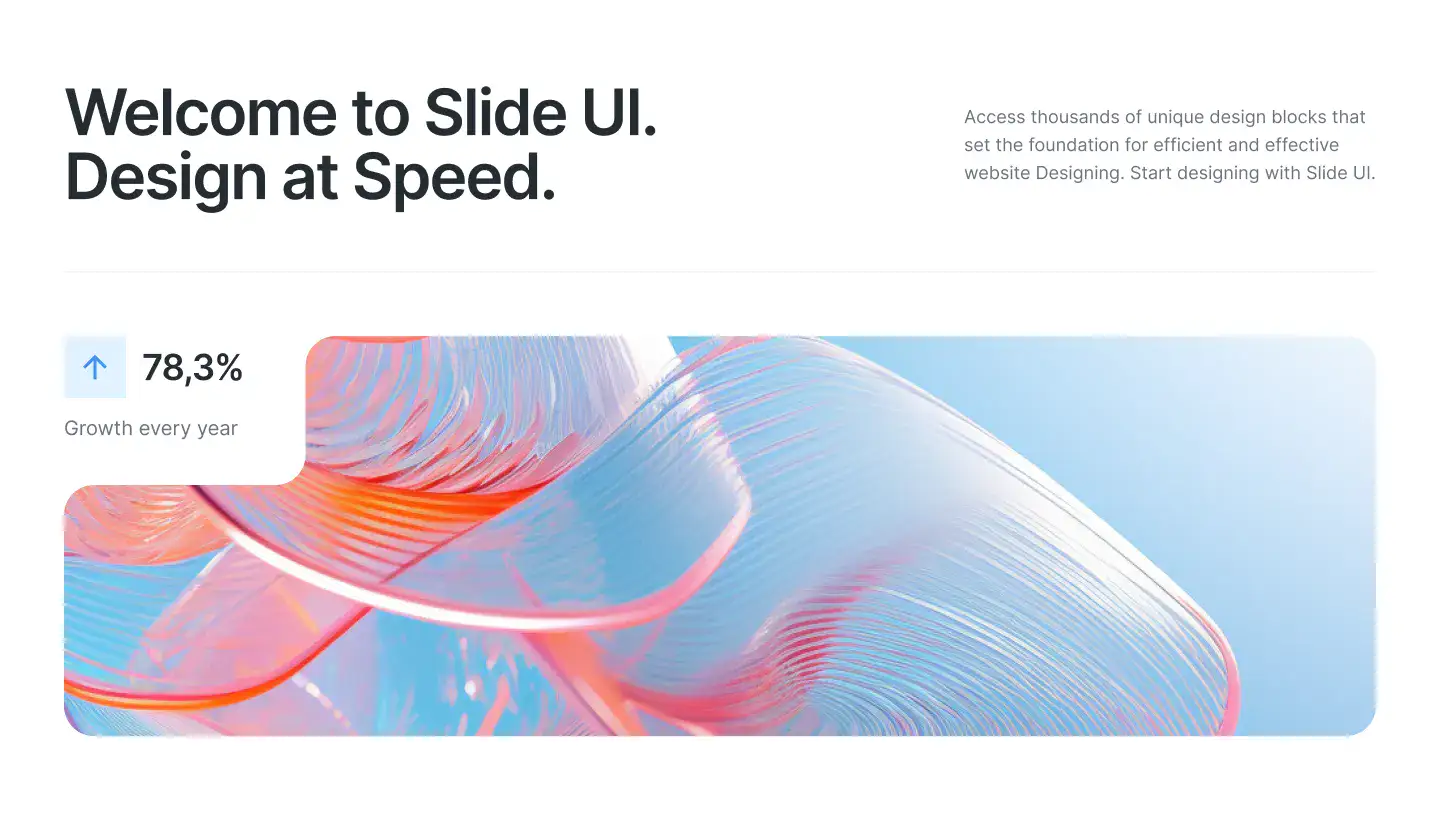 Welcome to Slide UI.
Design at Speed.
Access thousands of unique design blocks that
set the foundation for efficient and effective
website Designing. Start designing with Slide UI.
78,3%
Growth every year